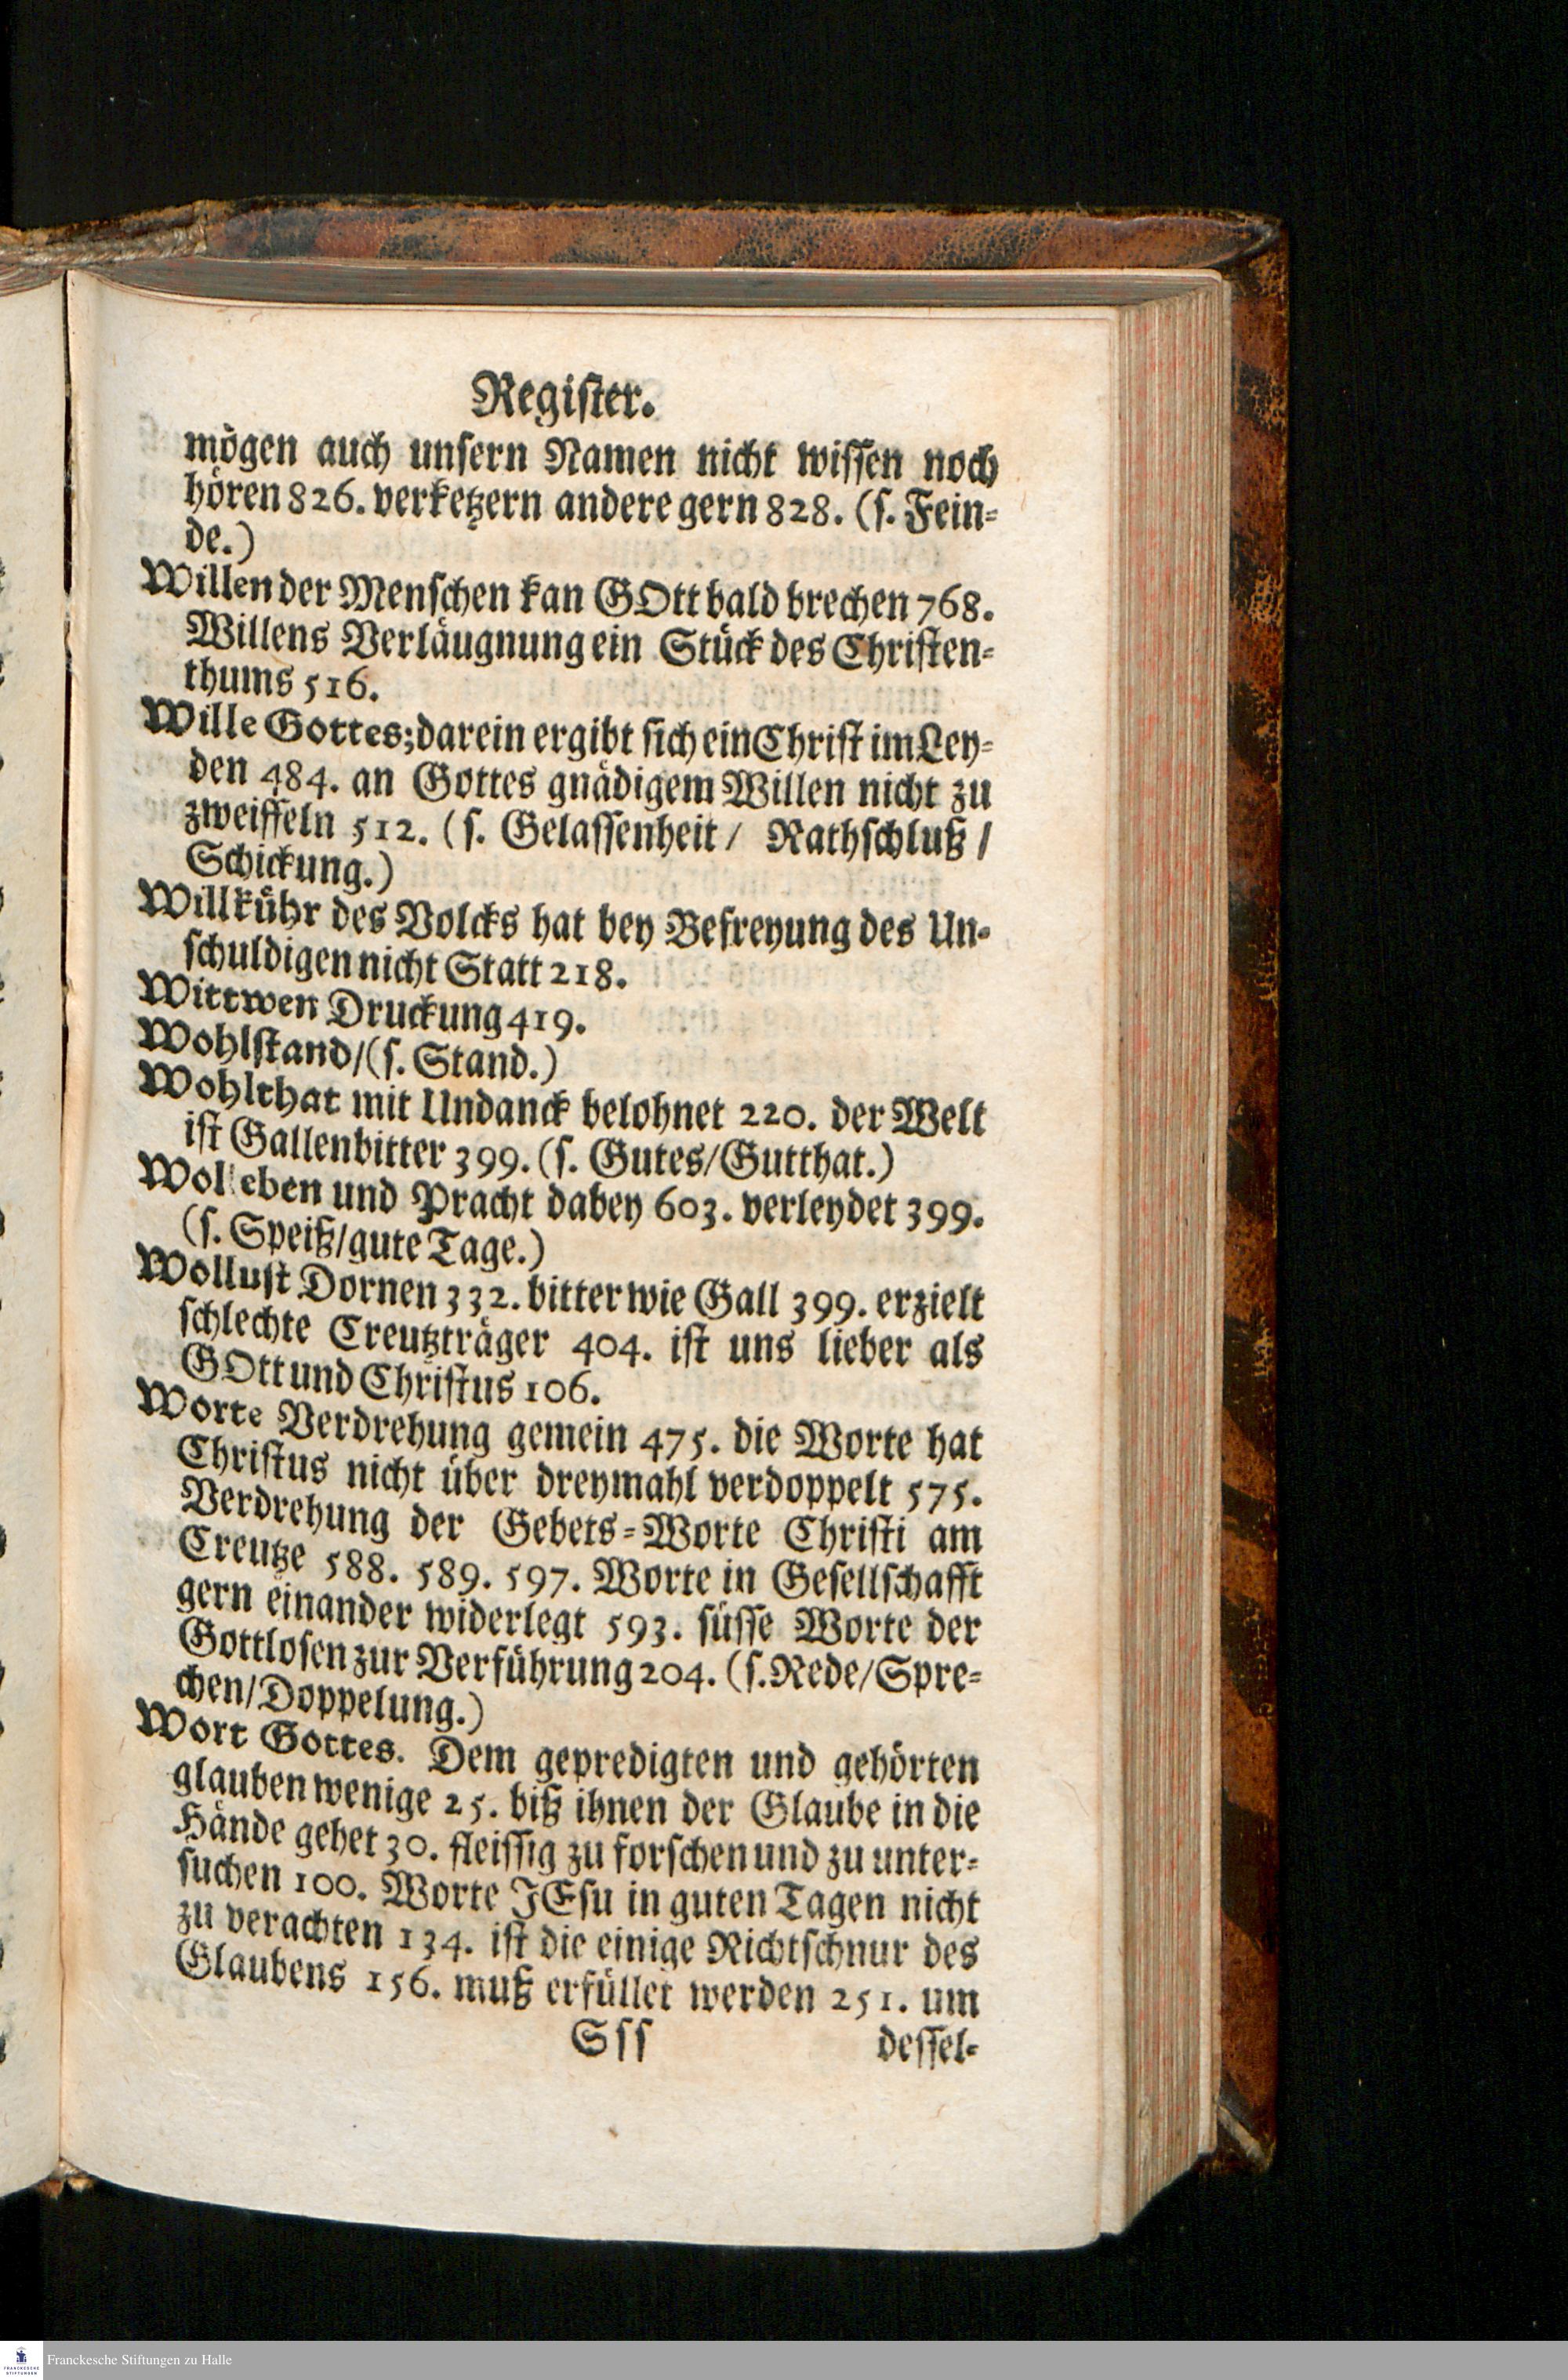 Regiſter.
mögen auch unſern Namen nicht wiſſen noch
hören 826. verketzern andere gern 828. (ſ. Fein-
de.)
Willen der Menſchen kan GOtt bald brechen 768.
Willens Verläugnung ein Stück des Chriſten-
thums 516.
Wille Gottes; darein ergibt ſich ein Chriſt im Ley-
den 484. an Gottes gnädigem Willen nicht zu
zweiffeln 512. (ſ. Gelaſſenheit/ Rathſchluß/
Schickung.)
Willkühr des Volcks hat bey Befreyung des Un-
ſchuldigen nicht Statt 218.
Wittwen Druckung 419.
Wohlſtand/(ſ. Stand.)
Wohlthat mit Undanck belohnet 220. der Welt
iſt Gallenbitter 399. (ſ. Gutes/Gutthat.)
Wolleben und Pracht dabey 603. verleydet 399.
(ſ. Speiß/gute Tage.)
Wolluſt Dornen 332. bitter wie Gall 399. erzielt
ſchlechte Creutzträger 404. iſt uns lieber als
GOtt und Chriſtus 106.
Worte Verdrehung gemein 475. die Worte hat
Chriſtus nicht über dreymahl verdoppelt 575.
Verdrehung der Gebets-Worte Chriſti am
Creutze 588. 589. 597. Worte in Geſellſchafft
gern einander widerlegt 593. ſüſſe Worte der
Gottloſen zur Verführung 204. (ſ. Rede/Spre-
chen/Doppelung.)
Wort Gottes. Dem gepredigten und gehörten
glauben wenige 25. biß ihnen der Glaube in die
Hände gehet 30. fleiſſig zu forſchen und zu unter-
ſuchen 100. Worte JEſu in guten Tagen nicht
zu verachten 134. iſt die einige Richtſchnur des
Glaubens 156. muß erfüllet werden 251. um
Sſſ deſſel-
FRANCKESCHE STIFTUNGEN
Franckesche Stiftungen zu Halle